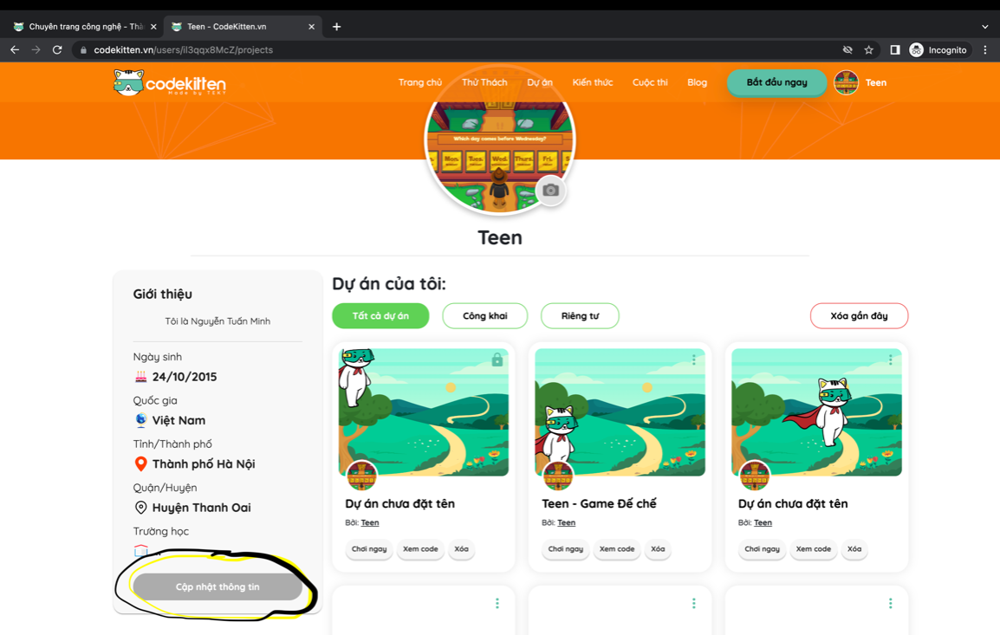 Chuyên trang công nghệ - Thà
Teen - CodeKitten.vn
codekitten.vn/users/il3qqx8McZ/projects
Incognito
codekitten
Made by TEKY
Trang chủ
Thử Thách
Dự án
Kiến thức
Cuộc thi
Blog
Bắt đầu ngay
Teen
Which day comes before Wednesday?
Mon.
Tues.
Wed.
Thurs.
Fri.
Teen
Giới thiệu
Tôi là Nguyễn Tuấn Minh
Ngày sinh
24/10/2015
Quốc gia
Việt Nam
Tỉnh/Thành phố
Thành phố Hà Nội
Quận/Huyện
Huyện Thanh Oai
Trường học
Cập nhật thông tin
Dự án của tôi:
Tất cả dự án
Công khai
Riêng tư
Xóa gần đây
Dự án chưa đặt tên
Bởi: Teen
Chơi ngay
Xem code
Xóa
Teen - Game Đế chế
Bởi: Teen
Chơi ngay
Xem code
Xóa
Dự án chưa đặt tên
Bởi: Teen
Chơi ngay
Xem code
Xóa